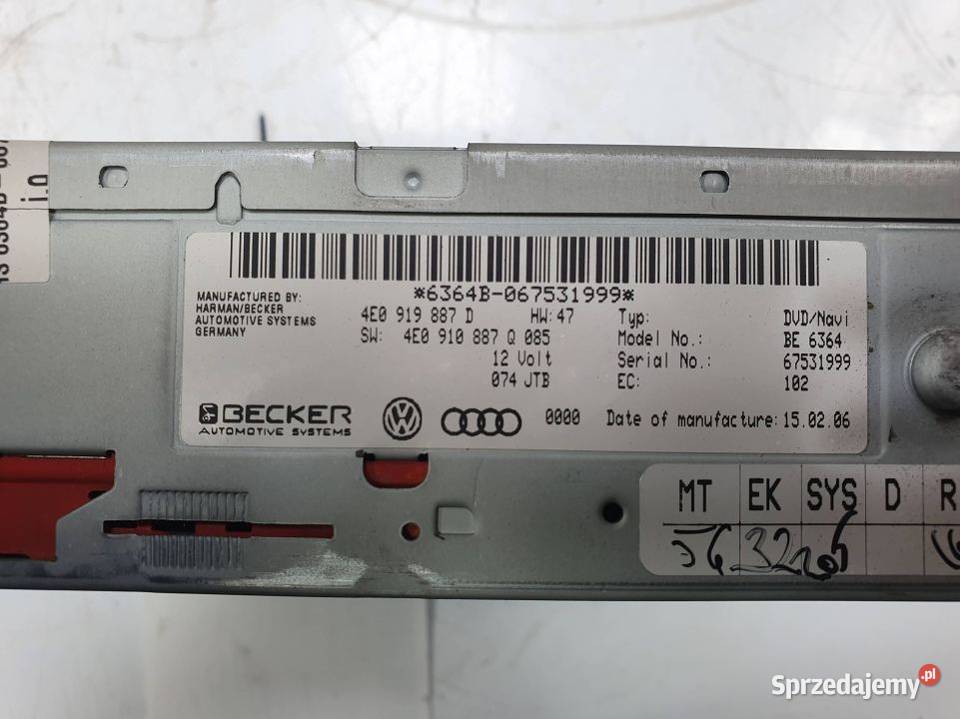 *6364B-067531999*
MANUFACTURED BY:
HARMAN/BECKER
AUTOMOTIVE SYSTEMS
GERMANY
4E0 919 887 D HW: 47
SW: 4E0 910 887 Q 085
12 Volt
074 JTB
Typ: DVD/Navi
Model No.: BE 6364
Serial No.: 67531999
EC: 102
BECKER
AUTOMOTIVE SYSTEMS
0000 Date of manufacture: 15.02.06
MT EK SYS D R
Sprzedajemy.pl